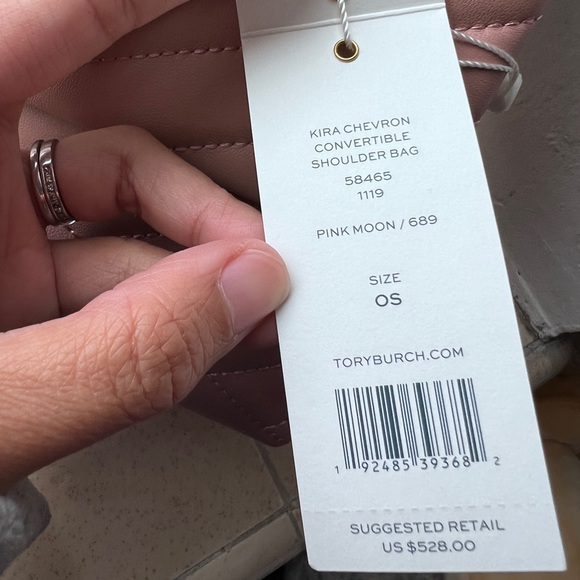 KIRA CHEVRON
CONVERTIBLE
SHOULDER BAG
58465
1119
PINK MOON / 689
SIZE
OS
TORYBURCH.COM
1 92485 39368 2
SUGGESTED RETAIL
US $528.00